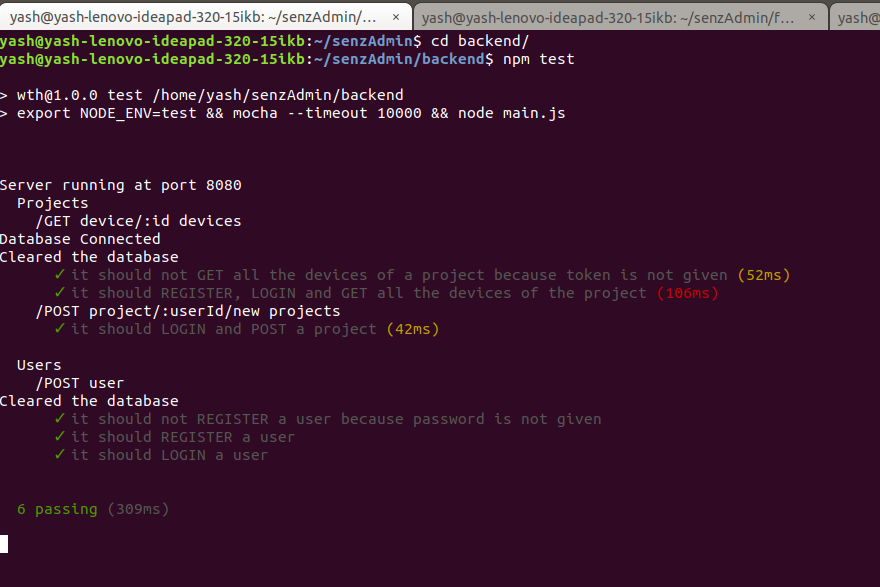 yash@yash-lenovo-ideapad-320-15ikb: ~/senzAdmin/... ×
yash@yash-lenovo-ideapad-320-15ikb: ~/senzAdmin/f... ×
yash@
yash@yash-lenovo-ideapad-320-15ikb:~/senzAdmin$ cd backend/
yash@yash-lenovo-ideapad-320-15ikb:~/senzAdmin/backend$ npm test
> wth@1.0.0 test /home/yash/senzAdmin/backend
> export NODE_ENV=test && mocha --timeout 10000 && node main.js
Server running at port 8080
Projects
/GET device/:id devices
Database Connected
Cleared the database
✓ it should not GET all the devices of a project because token is not given (52ms)
✓ it should REGISTER, LOGIN and GET all the devices of the project (106ms)
/POST project/:userId/new projects
✓ it should LOGIN and POST a project (42ms)
Users
/POST user
Cleared the database
✓ it should not REGISTER a user because password is not given
✓ it should REGISTER a user
✓ it should LOGIN a user
6 passing (309ms)